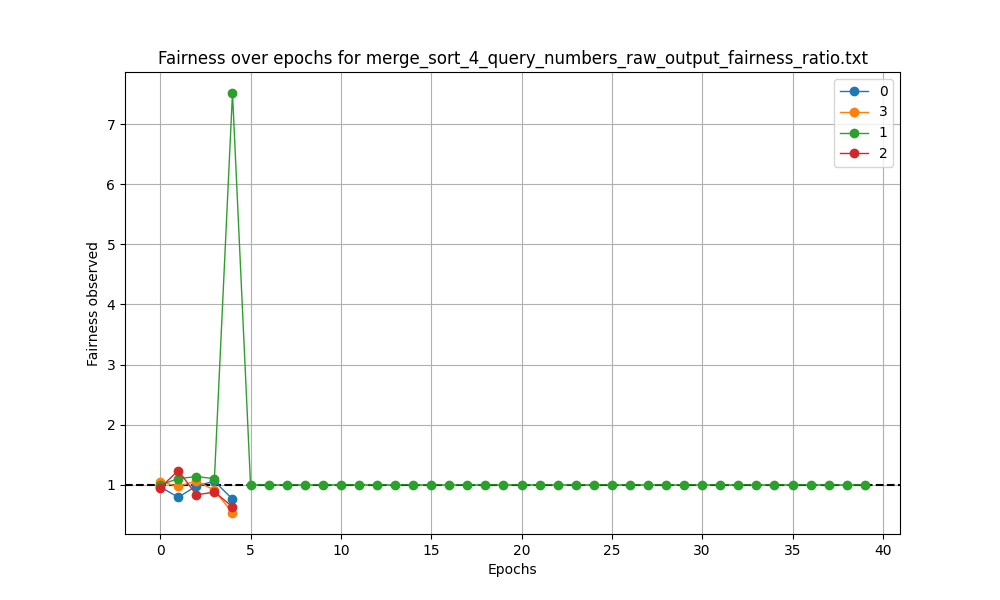 Fairness over epochs for merge_sort_4_query_numbers_raw_output_fairness_ratio.txt
0
3
1
2
Fairness observed
7
6
5
4
3
2
1
0 5 10 15 20 25 30 35 40
Epochs